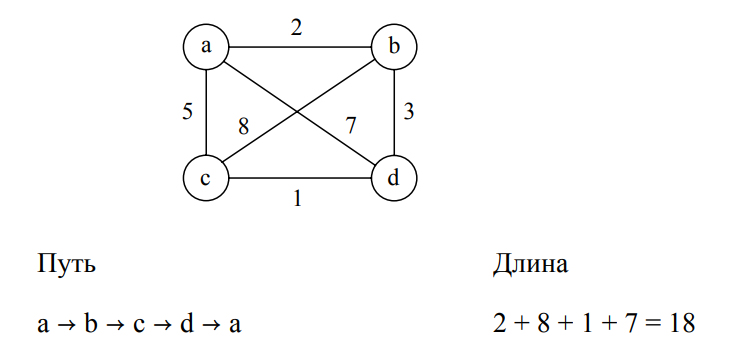 2
a b
5 8 7 3
c d
1
Путь Длина
a → b → c → d → a 2 + 8 + 1 + 7 = 18